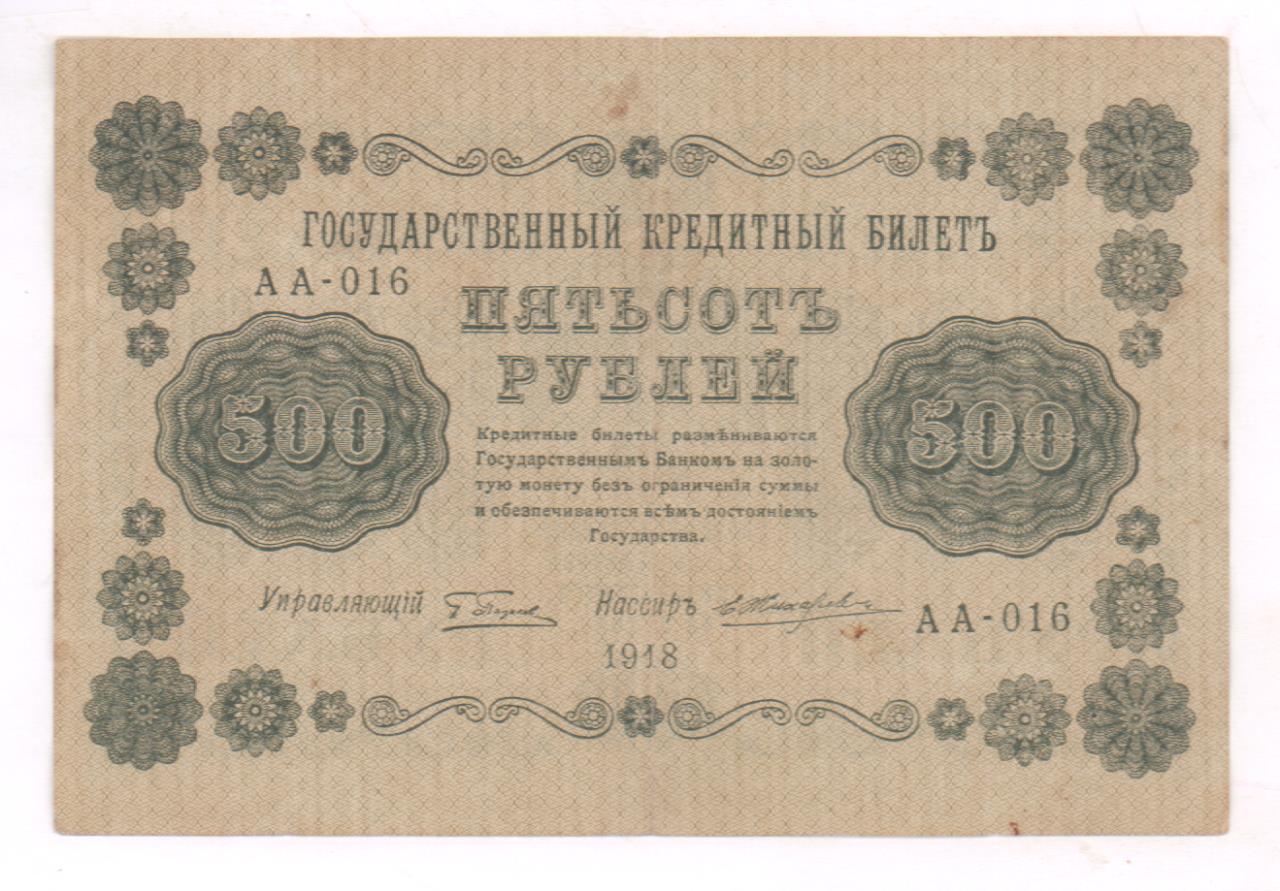 ГОСУДАРСТВЕННЫЙ КРЕДИТНЫЙ БИЛЕТЪ
АА-016
ПЯТЬСОТЪ
РУБЛЕЙ
500
500
Кредитные билеты размѣниваются
Государственнымъ Банкомъ на золо-
тую монету безъ ограниченія суммы
и обезпечиваются всѣмъ достояніемъ
Государства.
Управляющій
Кассиръ
АА-016
1918